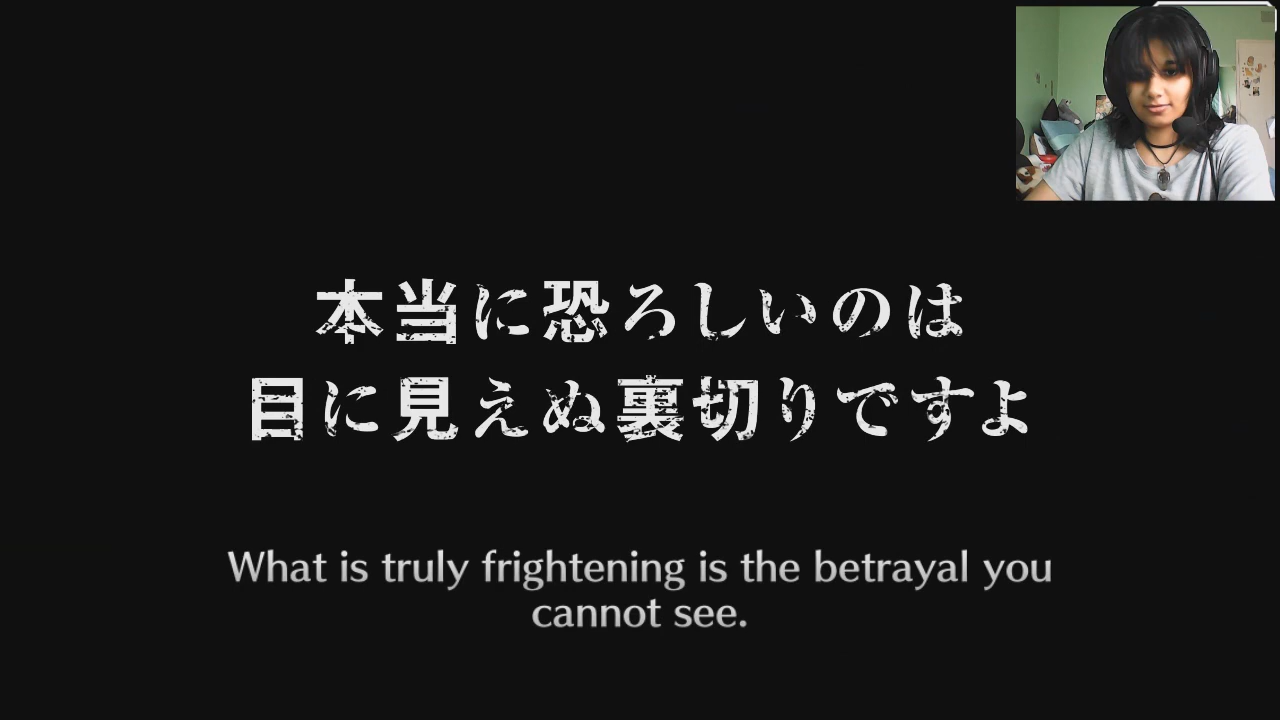 本当に恐ろしいのは
目に見えぬ裏切りですよ
What is truly frightening is the betrayal you
cannot see.